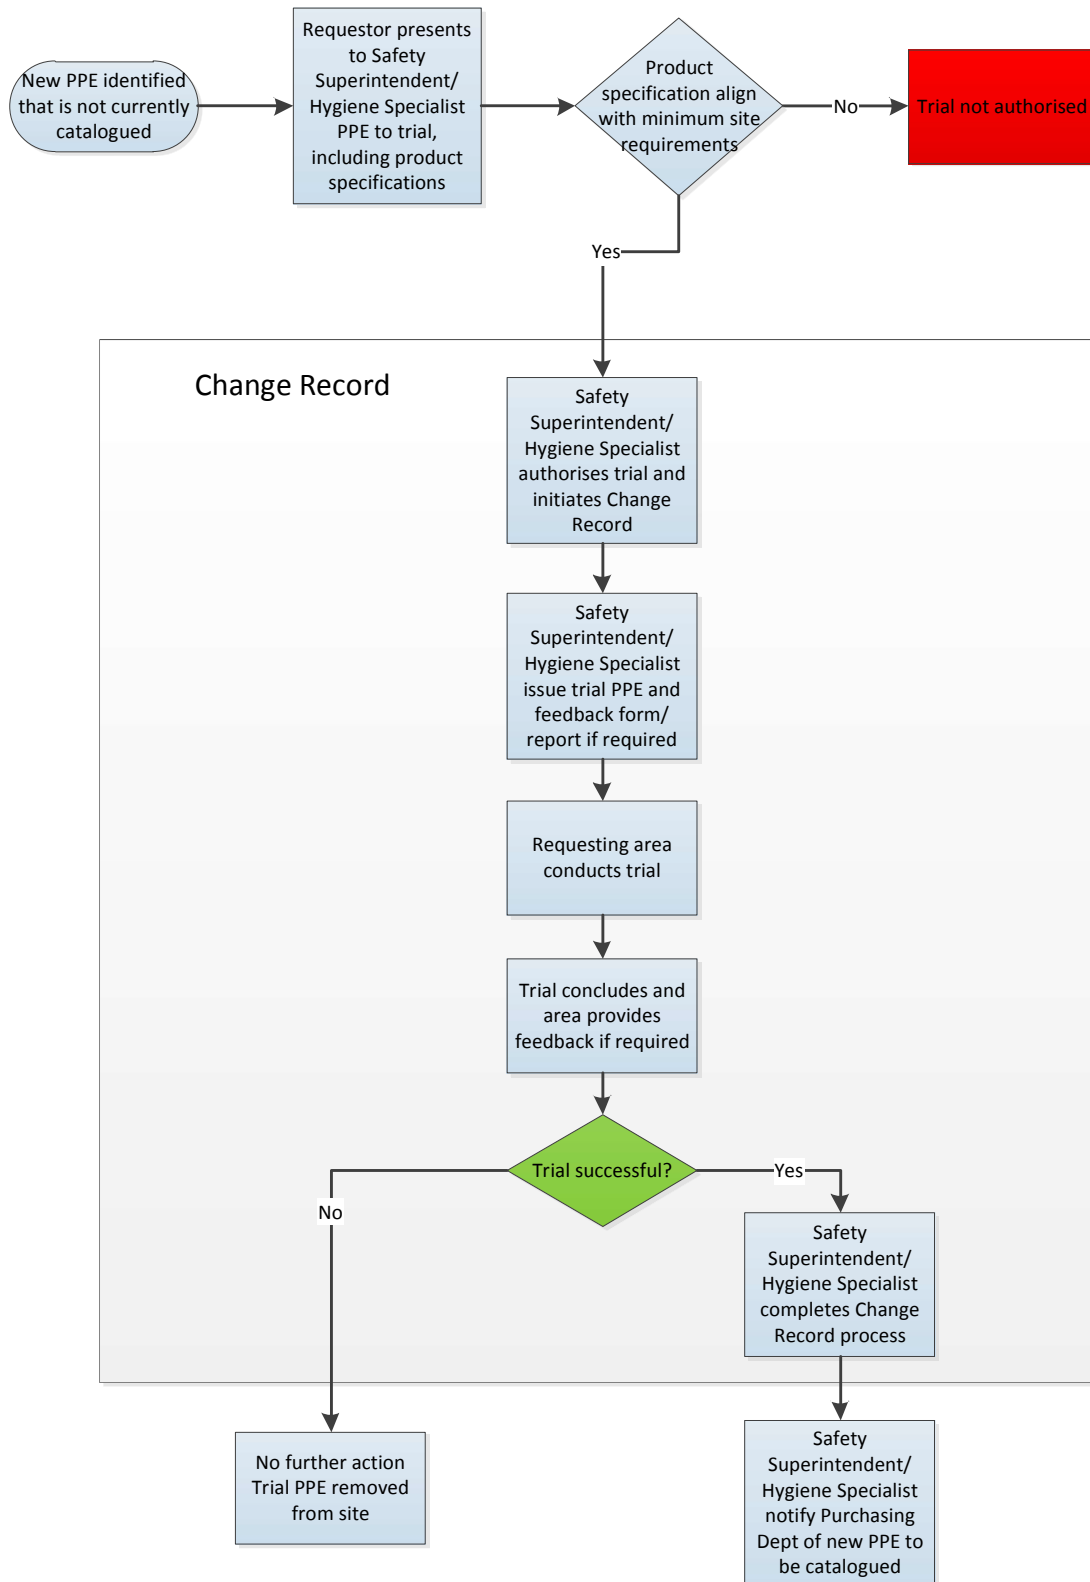 New PPE identified
that is not currently
catalogued
Requestor presents
to Safety
Superintendent/
Hygiene Specialist
PPE to trial,
including product
specifications
Product
specification align
with minimum site
requirements
No
Trial not authorised
Yes
Change Record
Safety
Superintendent/
Hygiene Specialist
authorises trial and
initiates Change
Record
Safety
Superintendent/
Hygiene Specialist
issue trial PPE and
feedback form/
report if required
Requesting area
conducts trial
Trial concludes and
area provides
feedback if required
Trial successful?
Yes
No
Safety
Superintendent/
Hygiene Specialist
completes Change
Record process
No further action
Trial PPE removed
from site
Safety
Superintendent/
Hygiene Specialist
notify Purchasing
Dept of new PPE to
be catalogued